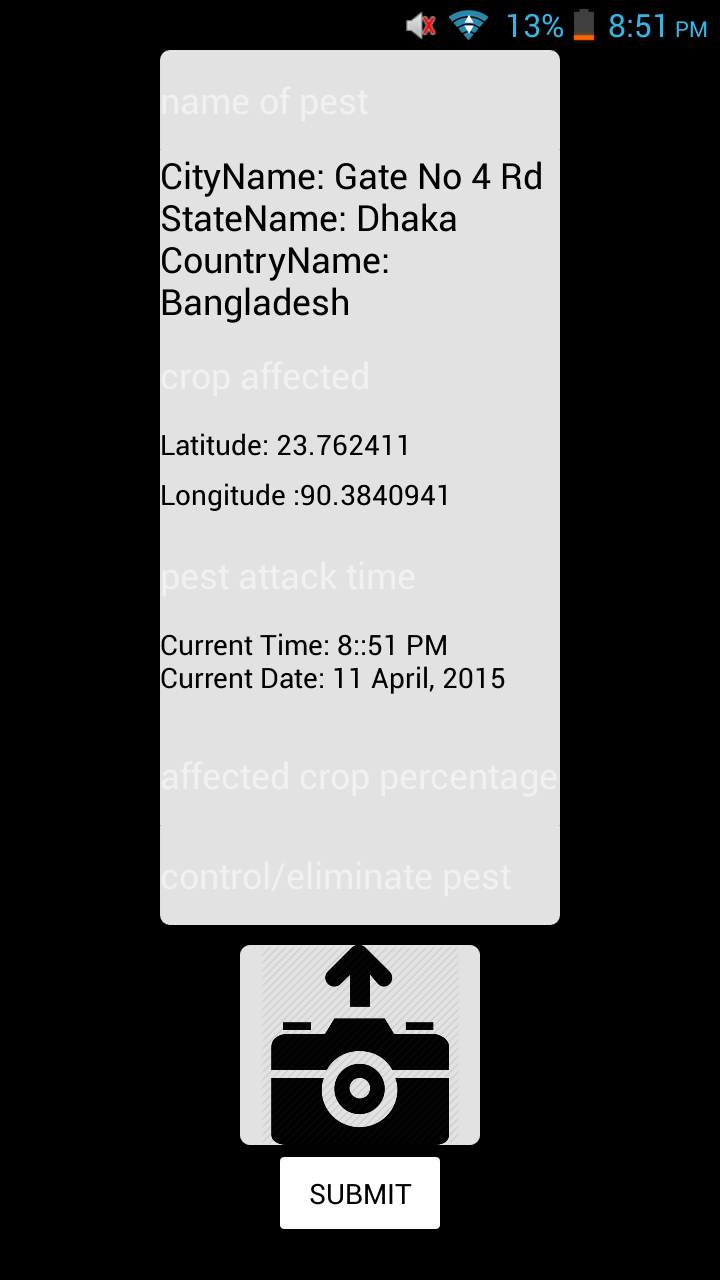 13% 8:51 PM
name of pest
CityName: Gate No 4 Rd
StateName: Dhaka
CountryName:
Bangladesh
crop affected
Latitude: 23.762411
Longitude :90.3840941
pest attack time
Current Time: 8::51 PM
Current Date: 11 April, 2015
affected crop percentage
control/eliminate pest
SUBMIT